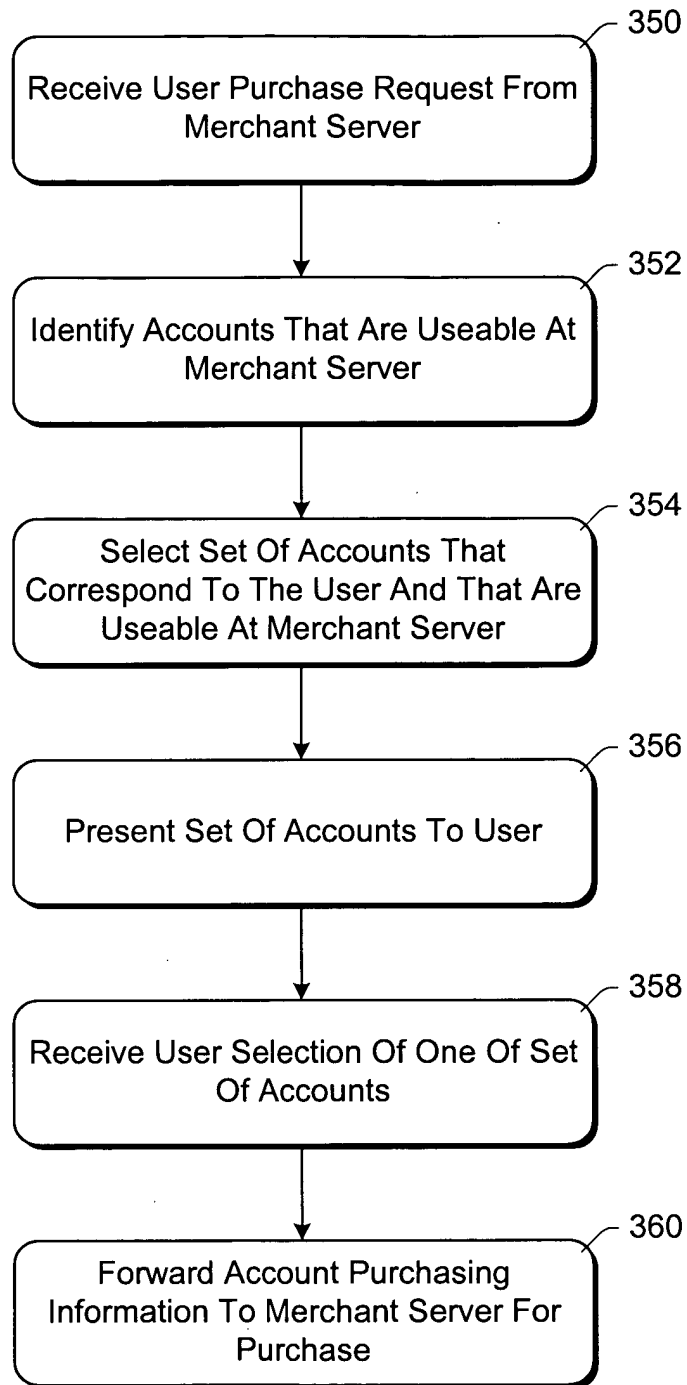 350
Receive User Purchase Request From
Merchant Server
352
Identify Accounts That Are Useable At
Merchant Server
354
Select Set Of Accounts That
Correspond To The User And That Are
Useable At Merchant Server
356
Present Set Of Accounts To User
358
Receive User Selection Of One Of Set
Of Accounts
360
Forward Account Purchasing
Information To Merchant Server For
Purchase